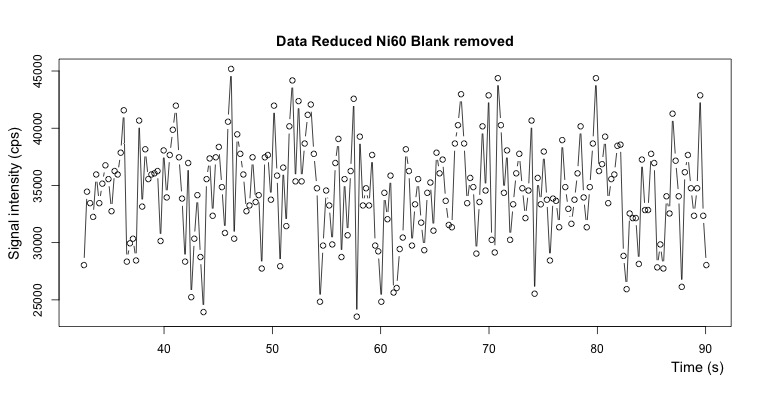 Data Reduced Ni60 Blank removed
Signal intensity (cps)
45000
40000
35000
30000
25000
40 50 60 70 80 90
Time (s)